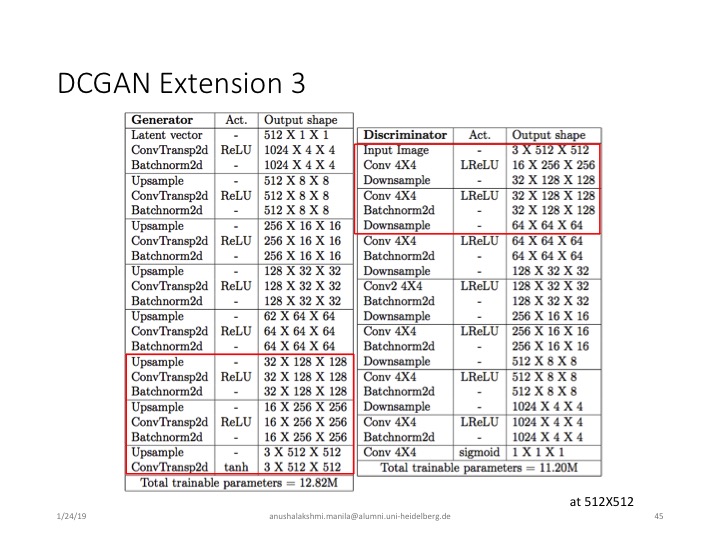 DCGAN Extension 3
Generator Act. Output shape
Latent vector - 512 X 1 X 1
ConvTransp2d ReLU 1024 X 4 X 4
Batchnorm2d - 1024 X 4 X 4
Upsample - 512 X 8 X 8
ConvTransp2d ReLU 512 X 8 X 8
Batchnorm2d - 512 X 8 X 8
Upsample - 256 X 16 X 16
ConvTransp2d ReLU 256 X 16 X 16
Batchnorm2d - 256 X 16 X 16
Upsample - 128 X 32 X 32
ConvTransp2d ReLU 128 X 32 X 32
Batchnorm2d - 128 X 32 X 32
Upsample - 62 X 64 X 64
ConvTransp2d ReLU 64 X 64 X 64
Batchnorm2d - 64 X 64 X 64
Upsample - 32 X 128 X 128
ConvTransp2d ReLU 32 X 128 X 128
Batchnorm2d - 32 X 128 X 128
Upsample - 16 X 256 X 256
ConvTransp2d ReLU 16 X 256 X 256
Batchnorm2d - 16 X 256 X 256
Upsample - 3 X 512 X 512
ConvTransp2d tanh 3 X 512 X 512
Total trainable parameters = 12.82M
Discriminator Act. Output shape
Input Image - 3 X 512 X 512
Conv 4X4 LReLU 16 X 256 X 256
Downsample - 32 X 128 X 128
Conv 4X4 LReLU 32 X 128 X 128
Batchnorm2d - 32 X 128 X 128
Downsample - 64 X 64 X 64
Conv 4X4 LReLU 64 X 64 X 64
Batchnorm2d - 64 X 64 X 64
Downsample - 128 X 32 X 32
Conv2 4X4 LReLU 128 X 32 X 32
Batchnorm2d - 128 X 32 X 32
Downsample - 256 X 16 X 16
Conv 4X4 LReLU 256 X 16 X 16
Batchnorm2d - 256 X 16 X 16
Downsample - 512 X 8 X 8
Conv 4X4 LReLU 512 X 8 X 8
Batchnorm2d - 512 X 8 X 8
Downsample - 1024 X 4 X 4
Conv 4X4 LReLU 1024 X 4 X 4
Batchnorm2d - 1024 X 4 X 4
Conv 4X4 sigmoid 1 X 1 X 1
Total trainable parameters = 11.20M
at 512X512
1/24/19
anushalakshmi.manila@alumni.uni-heidelberg.de
45